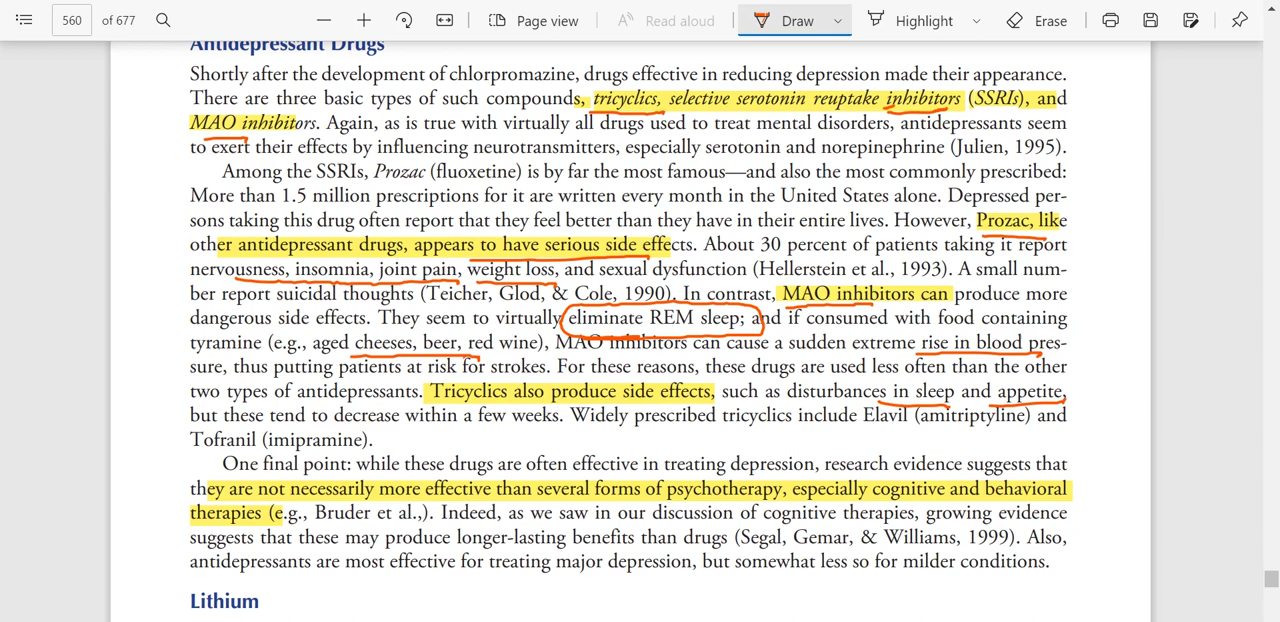 560 of 677 Page view Read aloud Draw Highlight Erase
Antidepressant Drugs
Shortly after the development of chlorpromazine, drugs effective in reducing depression made their appearance.
There are three basic types of such compounds, tricyclics, selective serotonin reuptake inhibitors (SSRIs), and
MAO inhibitors. Again, as is true with virtually all drugs used to treat mental disorders, antidepressants seem
to exert their effects by influencing neurotransmitters, especially serotonin and norepinephrine (Julien, 1995).
Among the SSRIs, Prozac (fluoxetine) is by far the most famous—and also the most commonly prescribed:
More than 1.5 million prescriptions for it are written every month in the United States alone. Depressed per-
sons taking this drug often report that they feel better than they have in their entire lives. However, Prozac, like
other antidepressant drugs, appears to have serious side effects. About 30 percent of patients taking it report
nervousness, insomnia, joint pain, weight loss, and sexual dysfunction (Hellerstein et al., 1993). A small num-
ber report suicidal thoughts (Teicher, Glod, & Cole, 1990). In contrast, MAO inhibitors can produce more
dangerous side effects. They seem to virtually eliminate REM sleep; and if consumed with food containing
tyramine (e.g., aged cheeses, beer, red wine), MAO inhibitors can cause a sudden extreme rise in blood pres-
sure, thus putting patients at risk for strokes. For these reasons, these drugs are used less often than the other
two types of antidepressants. Tricyclics also produce side effects, such as disturbances in sleep and appetite,
but these tend to decrease within a few weeks. Widely prescribed tricyclics include Elavil (amitriptyline) and
Tofranil (imipramine).
One final point: while these drugs are often effective in treating depression, research evidence suggests that
they are not necessarily more effective than several forms of psychotherapy, especially cognitive and behavioral
therapies (e.g., Bruder et al.,). Indeed, as we saw in our discussion of cognitive therapies, growing evidence
suggests that these may produce longer-lasting benefits than drugs (Segal, Gemar, & Williams, 1999). Also,
antidepressants are most effective for treating major depression, but somewhat less so for milder conditions.
Lithium